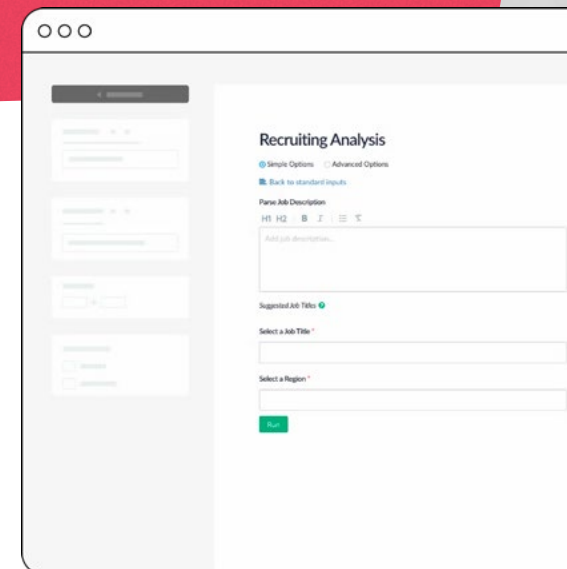 Recruiting Analysis
Simple Options Advanced Options
Back to standard inputs
Parse Job Description
H1 H2 B I
Add job description...
Suggested Job Titles
Select a Job Title *
Select a Region *
Run